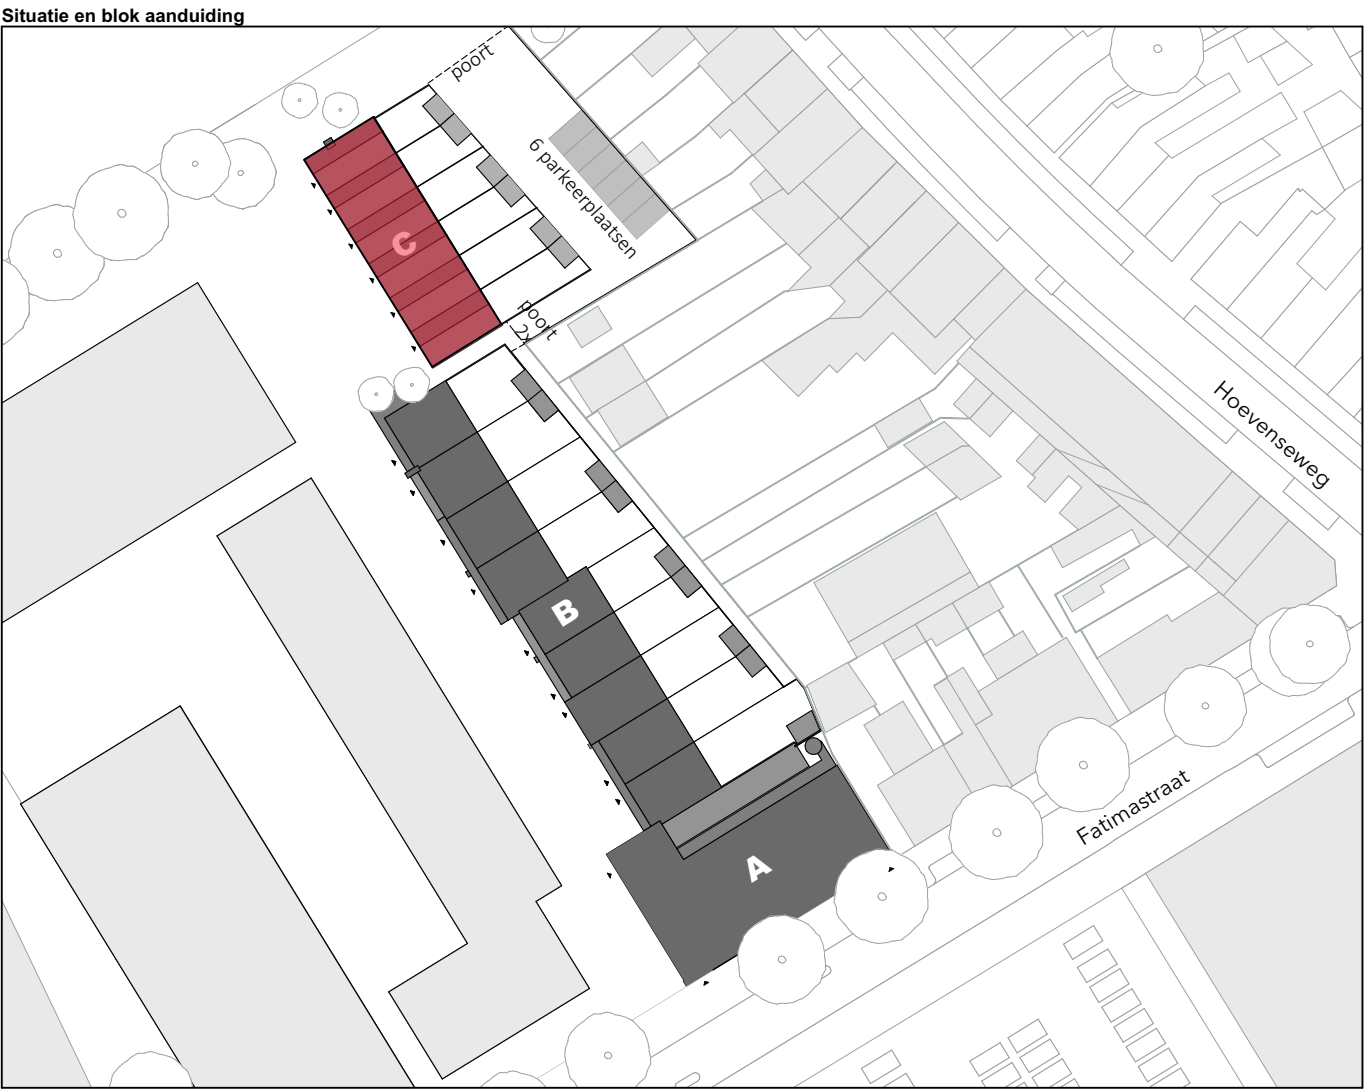 Situatie en blok aanduiding
poort
6 parkeerplaatsen
C
poort
2x
Hoevenseweg
B
Fatimastraat
A